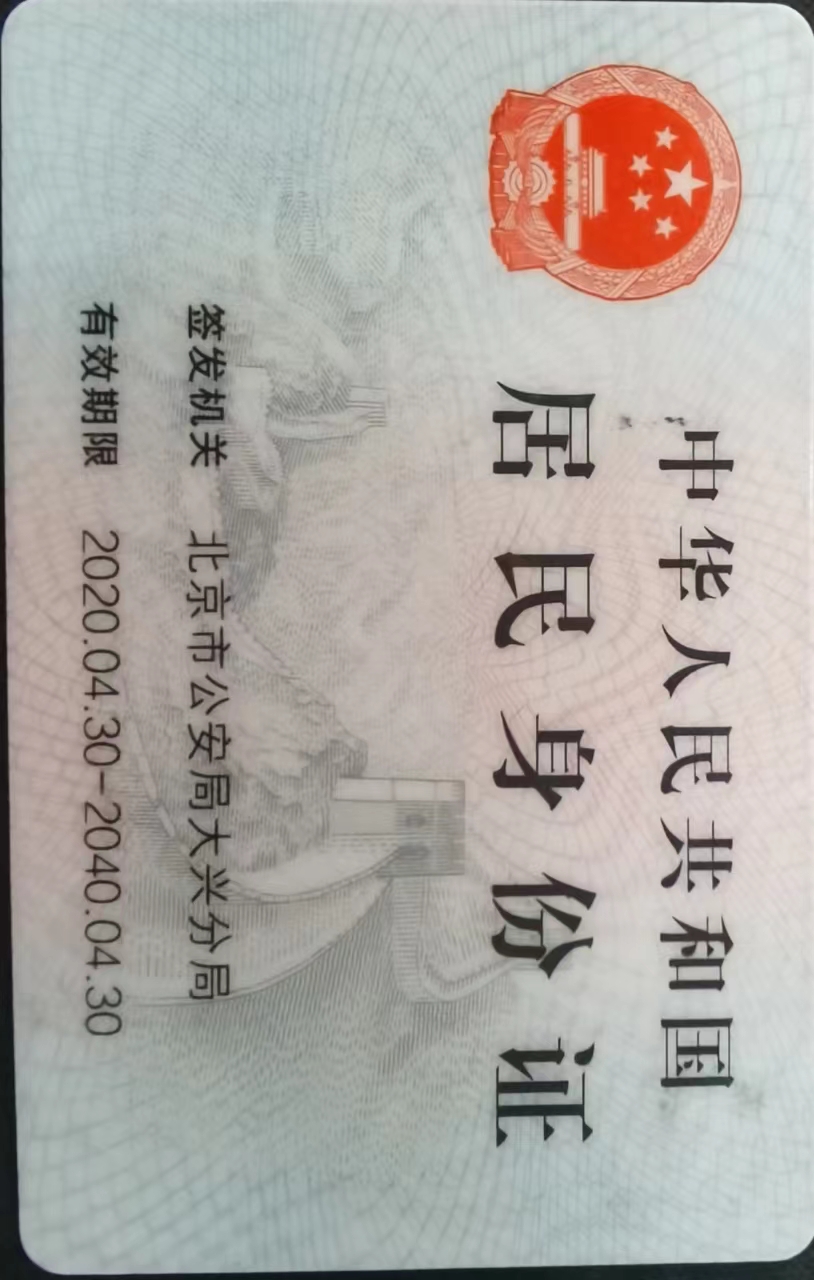 中华人民共和国
居民身份证
签发机关 北京市公安局大兴分局
有效期限 2020.04.30-2040.04.30